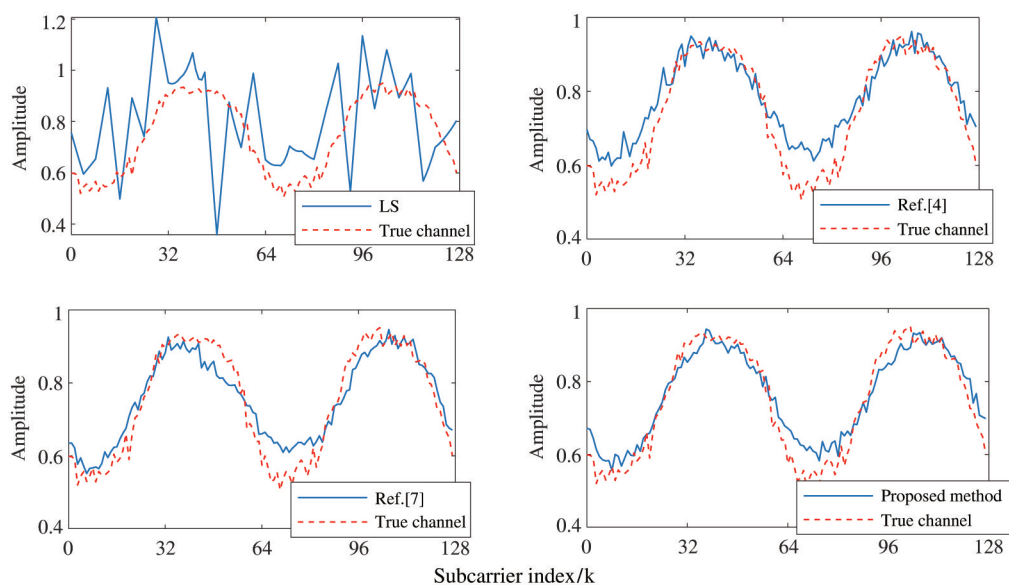 1.2
1
0.8
0.6
0.4
Amplitude
0
32
64
96
128
LS
True channel
1
0.8
0.6
0.4
Amplitude
0
32
64
96
128
Ref.[4]
True channel
1
0.8
0.6
0.4
Amplitude
0
32
64
96
128
Ref.[7]
True channel
1
0.8
0.6
0.4
Amplitude
0
32
64
96
128
Proposed method
True channel
Subcarrier index/k